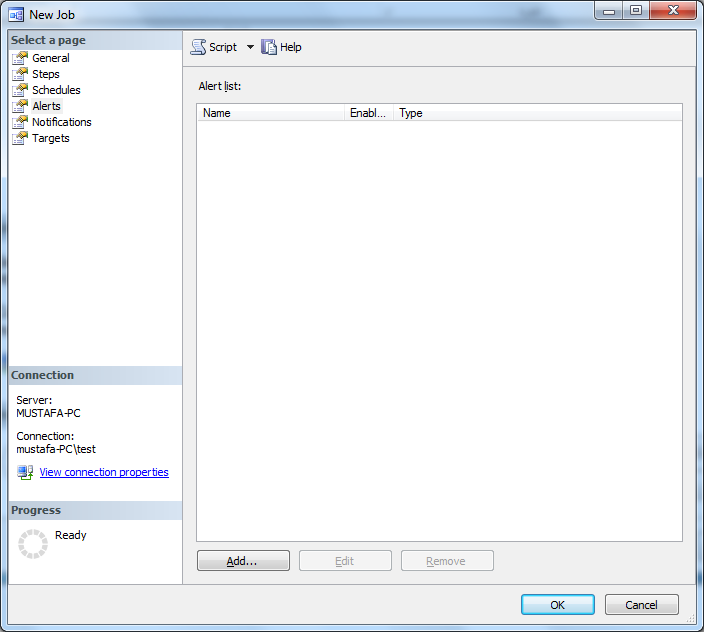 New Job
Select a page
General
Steps
Schedules
Alerts
Notifications
Targets
Connection
Server:
MUSTAFA-PC
Connection:
mustafa-PC\test
View connection properties
Progress
Ready
Script Help
Alert list:
Name Enabl... Type
Add... Edit Remove
OK Cancel